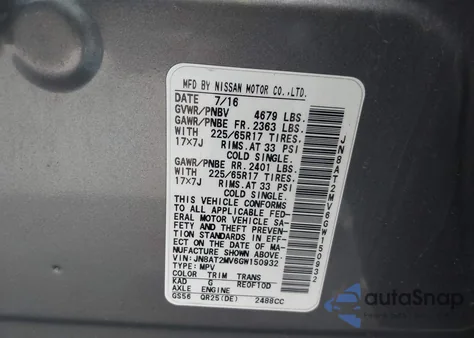 MFD BY NISSAN MOTOR CO.,LTD.
DATE 7/16
GVWR/PNBV 4679 LBS.
GAWR/PNBE FR. 2363 LBS.
WITH 225/65R17 TIRES.
17x7J RIMS. AT 33 PSI
COLD SINGLE.
GAWR/PNBE RR. 2401 LBS.
WITH 225/65R17 TIRES.
17x7J RIMS. AT 33 PSI
COLD SINGLE.
THIS VEHICLE CONFORMS
TO ALL APPLICABLE FED-
ERAL MOTOR VEHICLE SA-
FETY AND THEFT PREVEN-
TION STANDARDS IN EFF-
ECT ON THE DATE OF MA-
NUFACTURE SHOWN ABOVE.
VIN: JN8AT2MV6GW150932
TYPE: MPV
COLOR TRIM TRANS
KAD G RE0F10D
AXLE ENGINE
GS56 QR25(DE) 2488CC
JN8AT2MV6GW150932
autoSnap